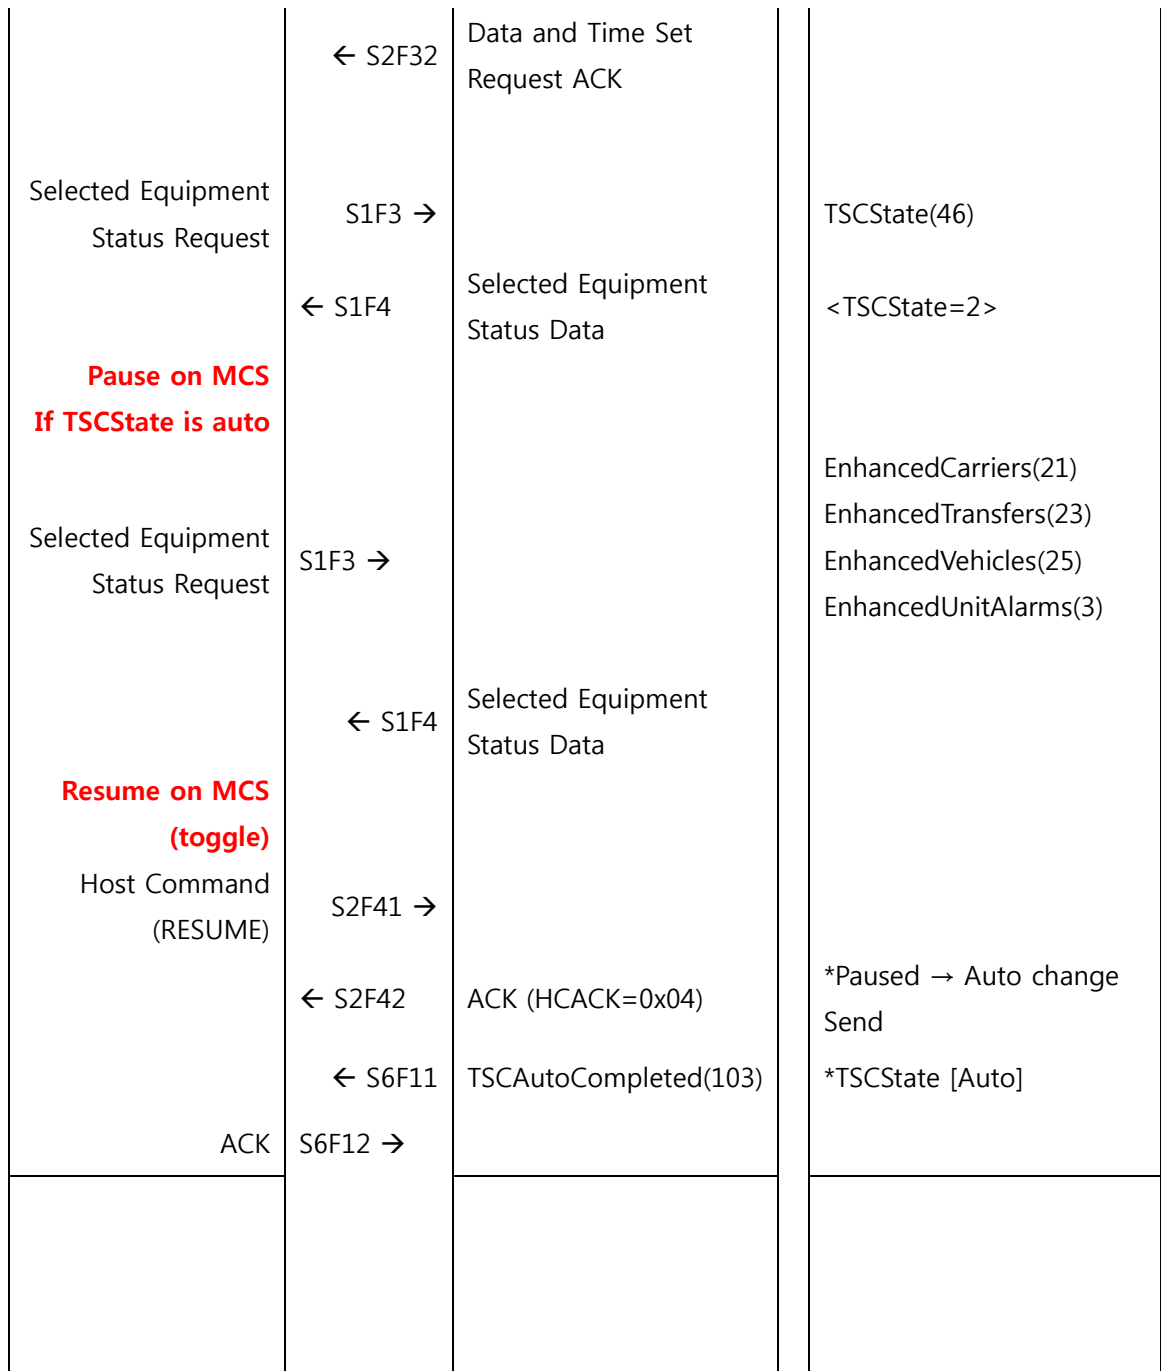 ← S2F32
Data and Time Set
Request ACK
Selected Equipment
Status Request
S1F3 →
TSCState(46)
← S1F4
Selected Equipment
Status Data
<TSCState=2>
Pause on MCS
If TSCState is auto
Selected Equipment
Status Request
S1F3 →
EnhancedCarriers(21)
EnhancedTransfers(23)
EnhancedVehicles(25)
EnhancedUnitAlarms(3)
← S1F4
Selected Equipment
Status Data
Resume on MCS
(toggle)
Host Command
(RESUME)
S2F41 →
← S2F42
ACK (HCACK=0x04)
*Paused → Auto change
Send
← S6F11
TSCAutoCompleted(103)
*TSCState [Auto]
ACK
S6F12 →